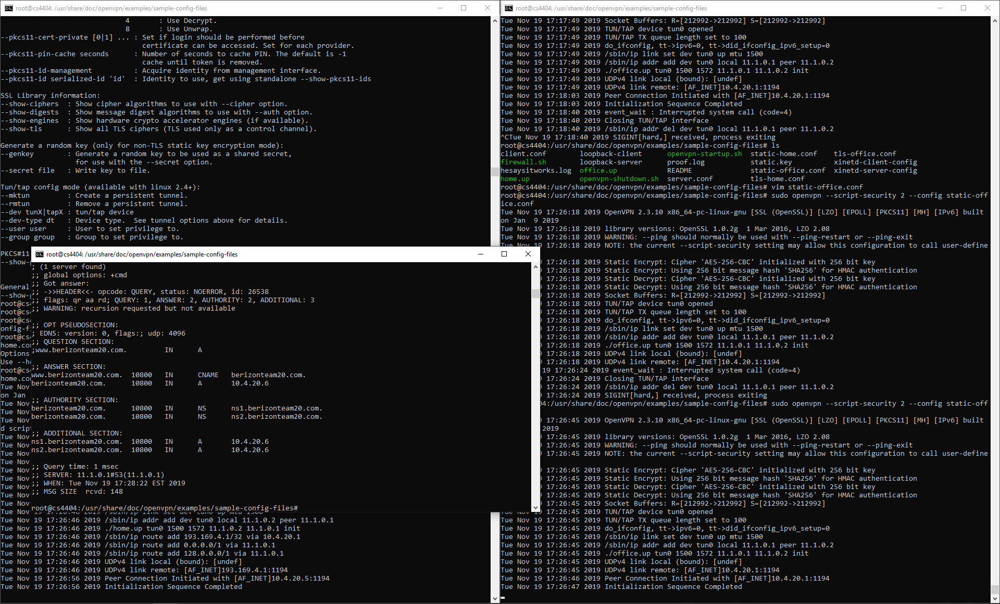 root@cs4404: /usr/share/doc/openvpn/examples/sample-config-files
4 : Use Decrypt.
8 : Use Unwrap.
--pkcs11-cert-private [0|1] ... : Set if login should be performed before
certificate can be accessed. Set for each provider.
--pkcs11-pin-cache seconds : Number of seconds to cache PIN. The default is -1
cache until token is removed.
--pkcs11-id-management : Acquire identity from management interface.
--pkcs11-id serialized-id 'id' : Identity to use, get using standalone --show-pkcs11-ids
SSL Library information:
--show-ciphers : Show cipher algorithms to use with --cipher option.
--show-digests : Show message digest algorithms to use with --auth option.
--show-engines : Show hardware crypto accelerator engines (if available).
--show-tls : Show all TLS ciphers (TLS used only as a control channel).
Generate a random key (only for non-TLS static key encryption mode):
--genkey : Generate a random key to be used as a shared secret,
for use with the --secret option.
--secret file : Write key to file.
Tun/tap config mode (available with linux 2.4+):
--mktun : Create a persistent tunnel.
--rmtun : Remove a persistent tunnel.
--dev tunX|tapX : tun/tap device
--dev-type dt : Device type. See tunnel options above for details.
--user user : User to set privilege to.
--group group : Group to set privilege to.
PKCS#11
--show-
General
--show-
root@cs
root@cs
root@cs
onfig-f
root@cs
home.co
Options
Use --h
root@cs
home.co
Tue Nov
on Jan
Tue Nov
Tue Nov
Tue Nov
d scrip
Tue Nov
Tue Nov
Tue Nov
Tue Nov
Tue Nov
Tue Nov
Tue Nov
Tue Nov
Tue Nov
Tue Nov 19 17:26:46 2019 /sbin/ip link set dev tun0 up mtu 1500
Tue Nov 19 17:26:46 2019 /sbin/ip addr add dev tun0 local 11.1.0.2 peer 11.1.0.1
Tue Nov 19 17:26:46 2019 ./home.up tun0 1500 1572 11.1.0.2 11.1.0.1 init
Tue Nov 19 17:26:46 2019 /sbin/ip route add 193.169.4.1/32 via 10.4.20.1
Tue Nov 19 17:26:46 2019 /sbin/ip route add 0.0.0.0/1 via 11.1.0.1
Tue Nov 19 17:26:46 2019 /sbin/ip route add 128.0.0.0/1 via 11.1.0.1
Tue Nov 19 17:26:46 2019 UDPv4 link local (bound): [undef]
Tue Nov 19 17:26:46 2019 UDPv4 link remote: [AF_INET]193.169.4.1:1194
Tue Nov 19 17:26:56 2019 Peer Connection Initiated with [AF_INET]10.4.20.5:1194
Tue Nov 19 17:26:56 2019 Initialization Sequence Completed
root@cs4404: /usr/share/doc/openvpn/examples/sample-config-files
; (1 server found)
;; global options: +cmd
;; Got answer:
;; ->>HEADER<<- opcode: QUERY, status: NOERROR, id: 26538
;; flags: qr aa rd; QUERY: 1, ANSWER: 2, AUTHORITY: 2, ADDITIONAL: 3
;; WARNING: recursion requested but not available
;; OPT PSEUDOSECTION:
; EDNS: version: 0, flags:; udp: 4096
;; QUESTION SECTION:
;www.berizonteam20.com. IN A
;; ANSWER SECTION:
www.berizonteam20.com. 10800 IN CNAME berizonteam20.com.
berizonteam20.com. 10800 IN A 10.4.20.6
;; AUTHORITY SECTION:
berizonteam20.com. 10800 IN NS ns1.berizonteam20.com.
berizonteam20.com. 10800 IN NS ns2.berizonteam20.com.
;; ADDITIONAL SECTION:
ns1.berizonteam20.com. 10800 IN A 10.4.20.6
ns2.berizonteam20.com. 10800 IN A 10.4.20.6
;; Query time: 1 msec
;; SERVER: 11.1.0.1#53(11.1.0.1)
;; WHEN: Tue Nov 19 17:28:22 EST 2019
;; MSG SIZE rcvd: 148
root@cs4404:/usr/share/doc/openvpn/examples/sample-config-files#
root@cs4404: /usr/share/doc/openvpn/examples/sample-config-files
Tue Nov 19 17:17:49 2019 Socket Buffers: R=[212992->212992] S=[212992->212992]
Tue Nov 19 17:17:49 2019 TUN/TAP device tun0 opened
Tue Nov 19 17:17:49 2019 TUN/TAP TX queue length set to 100
Tue Nov 19 17:17:49 2019 do_ifconfig, tt->ipv6=0, tt->did_ifconfig_ipv6_setup=0
Tue Nov 19 17:17:49 2019 /sbin/ip link set dev tun0 up mtu 1500
Tue Nov 19 17:17:49 2019 /sbin/ip addr add dev tun0 local 11.1.0.1 peer 11.1.0.2
Tue Nov 19 17:17:49 2019 ./office.up tun0 1500 1572 11.1.0.1 11.1.0.2 init
Tue Nov 19 17:17:49 2019 UDPv4 link local (bound): [undef]
Tue Nov 19 17:17:49 2019 UDPv4 link remote: [AF_INET]10.4.20.1:1194
Tue Nov 19 17:18:03 2019 Peer Connection Initiated with [AF_INET]10.4.20.1:1194
Tue Nov 19 17:18:03 2019 Initialization Sequence Completed
Tue Nov 19 17:18:40 2019 event_wait : Interrupted system call (code=4)
Tue Nov 19 17:18:40 2019 Closing TUN/TAP interface
Tue Nov 19 17:18:40 2019 /sbin/ip addr del dev tun0 local 11.1.0.1 peer 11.1.0.2
^CTue Nov 19 17:18:40 2019 SIGINT[hard,] received, process exiting
root@cs4404:/usr/share/doc/openvpn/examples/sample-config-files# ls
client.conf loopback-client openvpn-startup.sh static-home.conf tls-office.conf
firewall.sh loopback-server proof.log static.key xinetd-client-config
hesaysitworks.log office.up README static-office.conf xinetd-server-config
home.up openvpn-shutdown.sh server.conf tls-home.conf
root@cs4404:/usr/share/doc/openvpn/examples/sample-config-files# vim static-office.conf
root@cs4404:/usr/share/doc/openvpn/examples/sample-config-files# sudo openvpn --script-security 2 --config static-off
ice.conf
Tue Nov 19 17:26:18 2019 OpenVPN 2.3.10 x86_64-pc-linux-gnu [SSL (OpenSSL)] [LZO] [EPOLL] [PKCS11] [MH] [IPv6] built
on Jan 9 2019
Tue Nov 19 17:26:18 2019 library versions: OpenSSL 1.0.2g 1 Mar 2016, LZO 2.08
Tue Nov 19 17:26:18 2019 WARNING: --ping should normally be used with --ping-restart or --ping-exit
Tue Nov 19 17:26:18 2019 NOTE: the current --script-security setting may allow this configuration to call user-define
9 17:26:18 2019 Static Encrypt: Cipher 'AES-256-CBC' initialized with 256 bit key
9 17:26:18 2019 Static Encrypt: Using 256 bit message hash 'SHA256' for HMAC authentication
9 17:26:18 2019 Static Decrypt: Cipher 'AES-256-CBC' initialized with 256 bit key
9 17:26:18 2019 Static Decrypt: Using 256 bit message hash 'SHA256' for HMAC authentication
9 17:26:18 2019 Socket Buffers: R=[212992->212992] S=[212992->212992]
9 17:26:18 2019 TUN/TAP device tun0 opened
9 17:26:18 2019 TUN/TAP TX queue length set to 100
9 17:26:18 2019 do_ifconfig, tt->ipv6=0, tt->did_ifconfig_ipv6_setup=0
9 17:26:18 2019 /sbin/ip link set dev tun0 up mtu 1500
9 17:26:18 2019 /sbin/ip addr add dev tun0 local 11.1.0.1 peer 11.1.0.2
9 17:26:18 2019 ./office.up tun0 1500 1572 11.1.0.1 11.1.0.2 init
9 17:26:18 2019 UDPv4 link local (bound): [undef]
9 17:26:18 2019 UDPv4 link remote: [AF_INET]10.4.20.1:1194
19 17:26:24 2019 event_wait : Interrupted system call (code=4)
9 17:26:24 2019 Closing TUN/TAP interface
9 17:26:24 2019 /sbin/ip addr del dev tun0 local 11.1.0.1 peer 11.1.0.2
9 17:26:24 2019 SIGINT[hard,] received, process exiting
04:/usr/share/doc/openvpn/examples/sample-config-files# sudo openvpn --script-security 2 --config static-off
9 17:26:45 2019 OpenVPN 2.3.10 x86_64-pc-linux-gnu [SSL (OpenSSL)] [LZO] [EPOLL] [PKCS11] [MH] [IPv6] built
2019
9 17:26:45 2019 library versions: OpenSSL 1.0.2g 1 Mar 2016, LZO 2.08
9 17:26:45 2019 WARNING: --ping should normally be used with --ping-restart or --ping-exit
9 17:26:45 2019 NOTE: the current --script-security setting may allow this configuration to call user-define
9 17:26:45 2019 Static Encrypt: Cipher 'AES-256-CBC' initialized with 256 bit key
9 17:26:45 2019 Static Encrypt: Using 256 bit message hash 'SHA256' for HMAC authentication
9 17:26:45 2019 Static Decrypt: Cipher 'AES-256-CBC' initialized with 256 bit key
9 17:26:45 2019 Static Decrypt: Using 256 bit message hash 'SHA256' for HMAC authentication
9 17:26:45 2019 Socket Buffers: R=[212992->212992] S=[212992->212992]
Tue Nov 19 17:26:45 2019 TUN/TAP device tun0 opened
Tue Nov 19 17:26:45 2019 TUN/TAP TX queue length set to 100
Tue Nov 19 17:26:45 2019 do_ifconfig, tt->ipv6=0, tt->did_ifconfig_ipv6_setup=0
Tue Nov 19 17:26:45 2019 /sbin/ip link set dev tun0 up mtu 1500
Tue Nov 19 17:26:45 2019 /sbin/ip addr add dev tun0 local 11.1.0.1 peer 11.1.0.2
Tue Nov 19 17:26:45 2019 ./office.up tun0 1500 1572 11.1.0.1 11.1.0.2 init
Tue Nov 19 17:26:45 2019 UDPv4 link local (bound): [undef]
Tue Nov 19 17:26:45 2019 UDPv4 link remote: [AF_INET]10.4.20.1:1194
Tue Nov 19 17:26:46 2019 Peer Connection Initiated with [AF_INET]10.4.20.1:1194
Tue Nov 19 17:26:47 2019 Initialization Sequence Completed